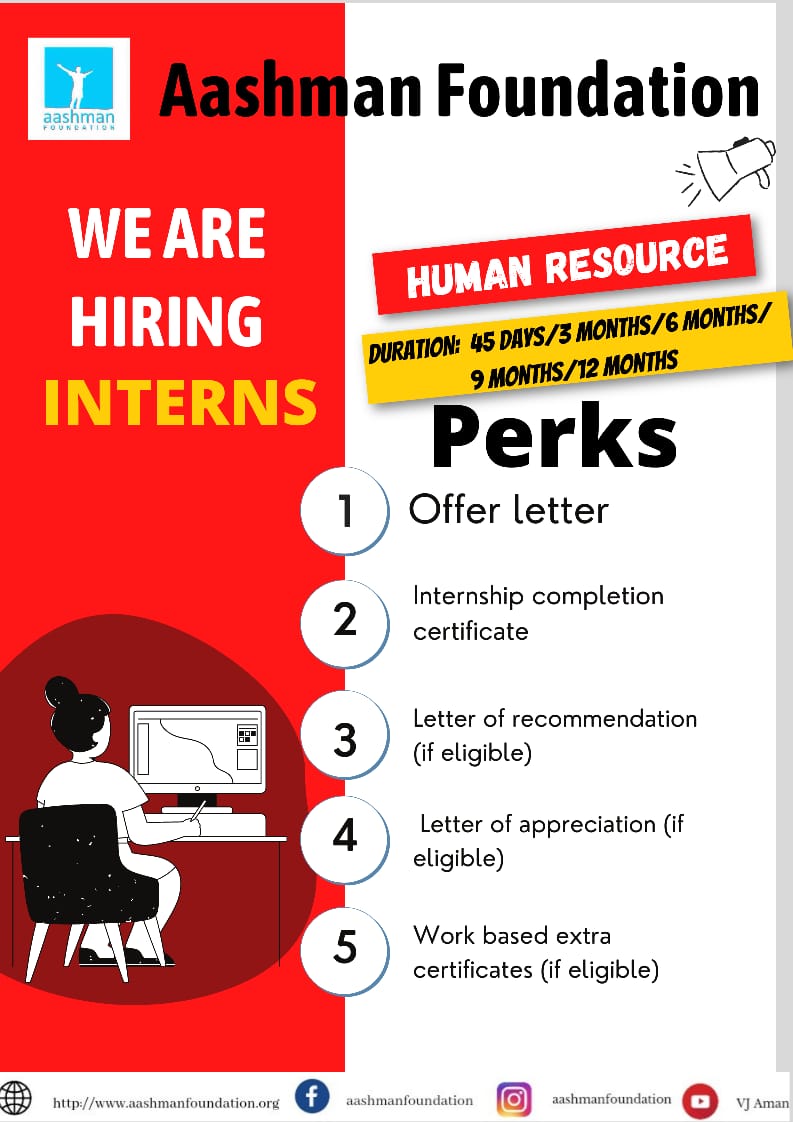 aashman
FOUNDATION
Aashman Foundation
WE ARE
HIRING
INTERNS
HUMAN RESOURCE
DURATION: 45 DAYS/3 MONTHS/6 MONTHS/
9 MONTHS/12 MONTHS
Perks
1 Offer letter
2 Internship completion
certificate
3 Letter of recommendation
(if eligible)
4 Letter of appreciation (if
eligible)
5 Work based extra
certificates (if eligible)
http://www.aashmanfoundation.org aashmanfoundation aashmanfoundation VJ Aman